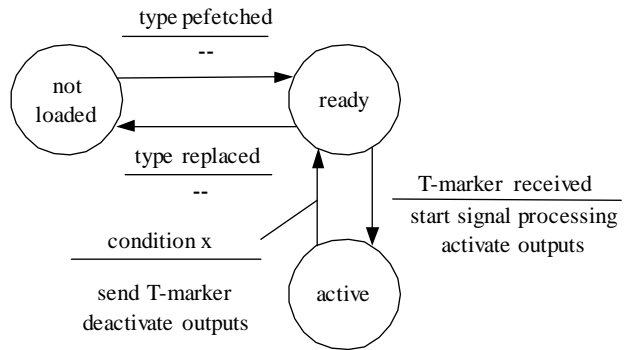 type pefetched
--
not
loaded
ready
type replaced
--
T-marker received
start signal processing
activate outputs
condition x
send T-marker
deactivate outputs
active